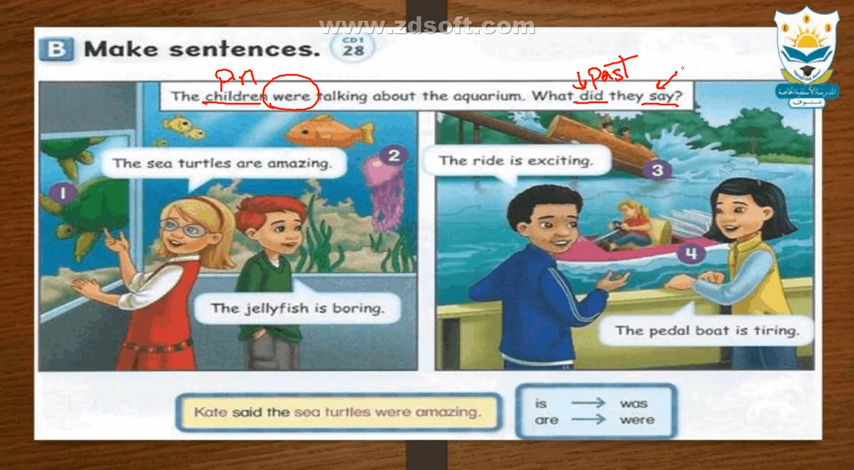 www.zdsoft.com
B Make sentences. CD1 28
P.n Past
The children were talking about the aquarium. What did they say?
The sea turtles are amazing.
2
The ride is exciting.
3
1
4
The jellyfish is boring.
The pedal boat is tiring.
Kate said the sea turtles were amazing.
is → was
are → were